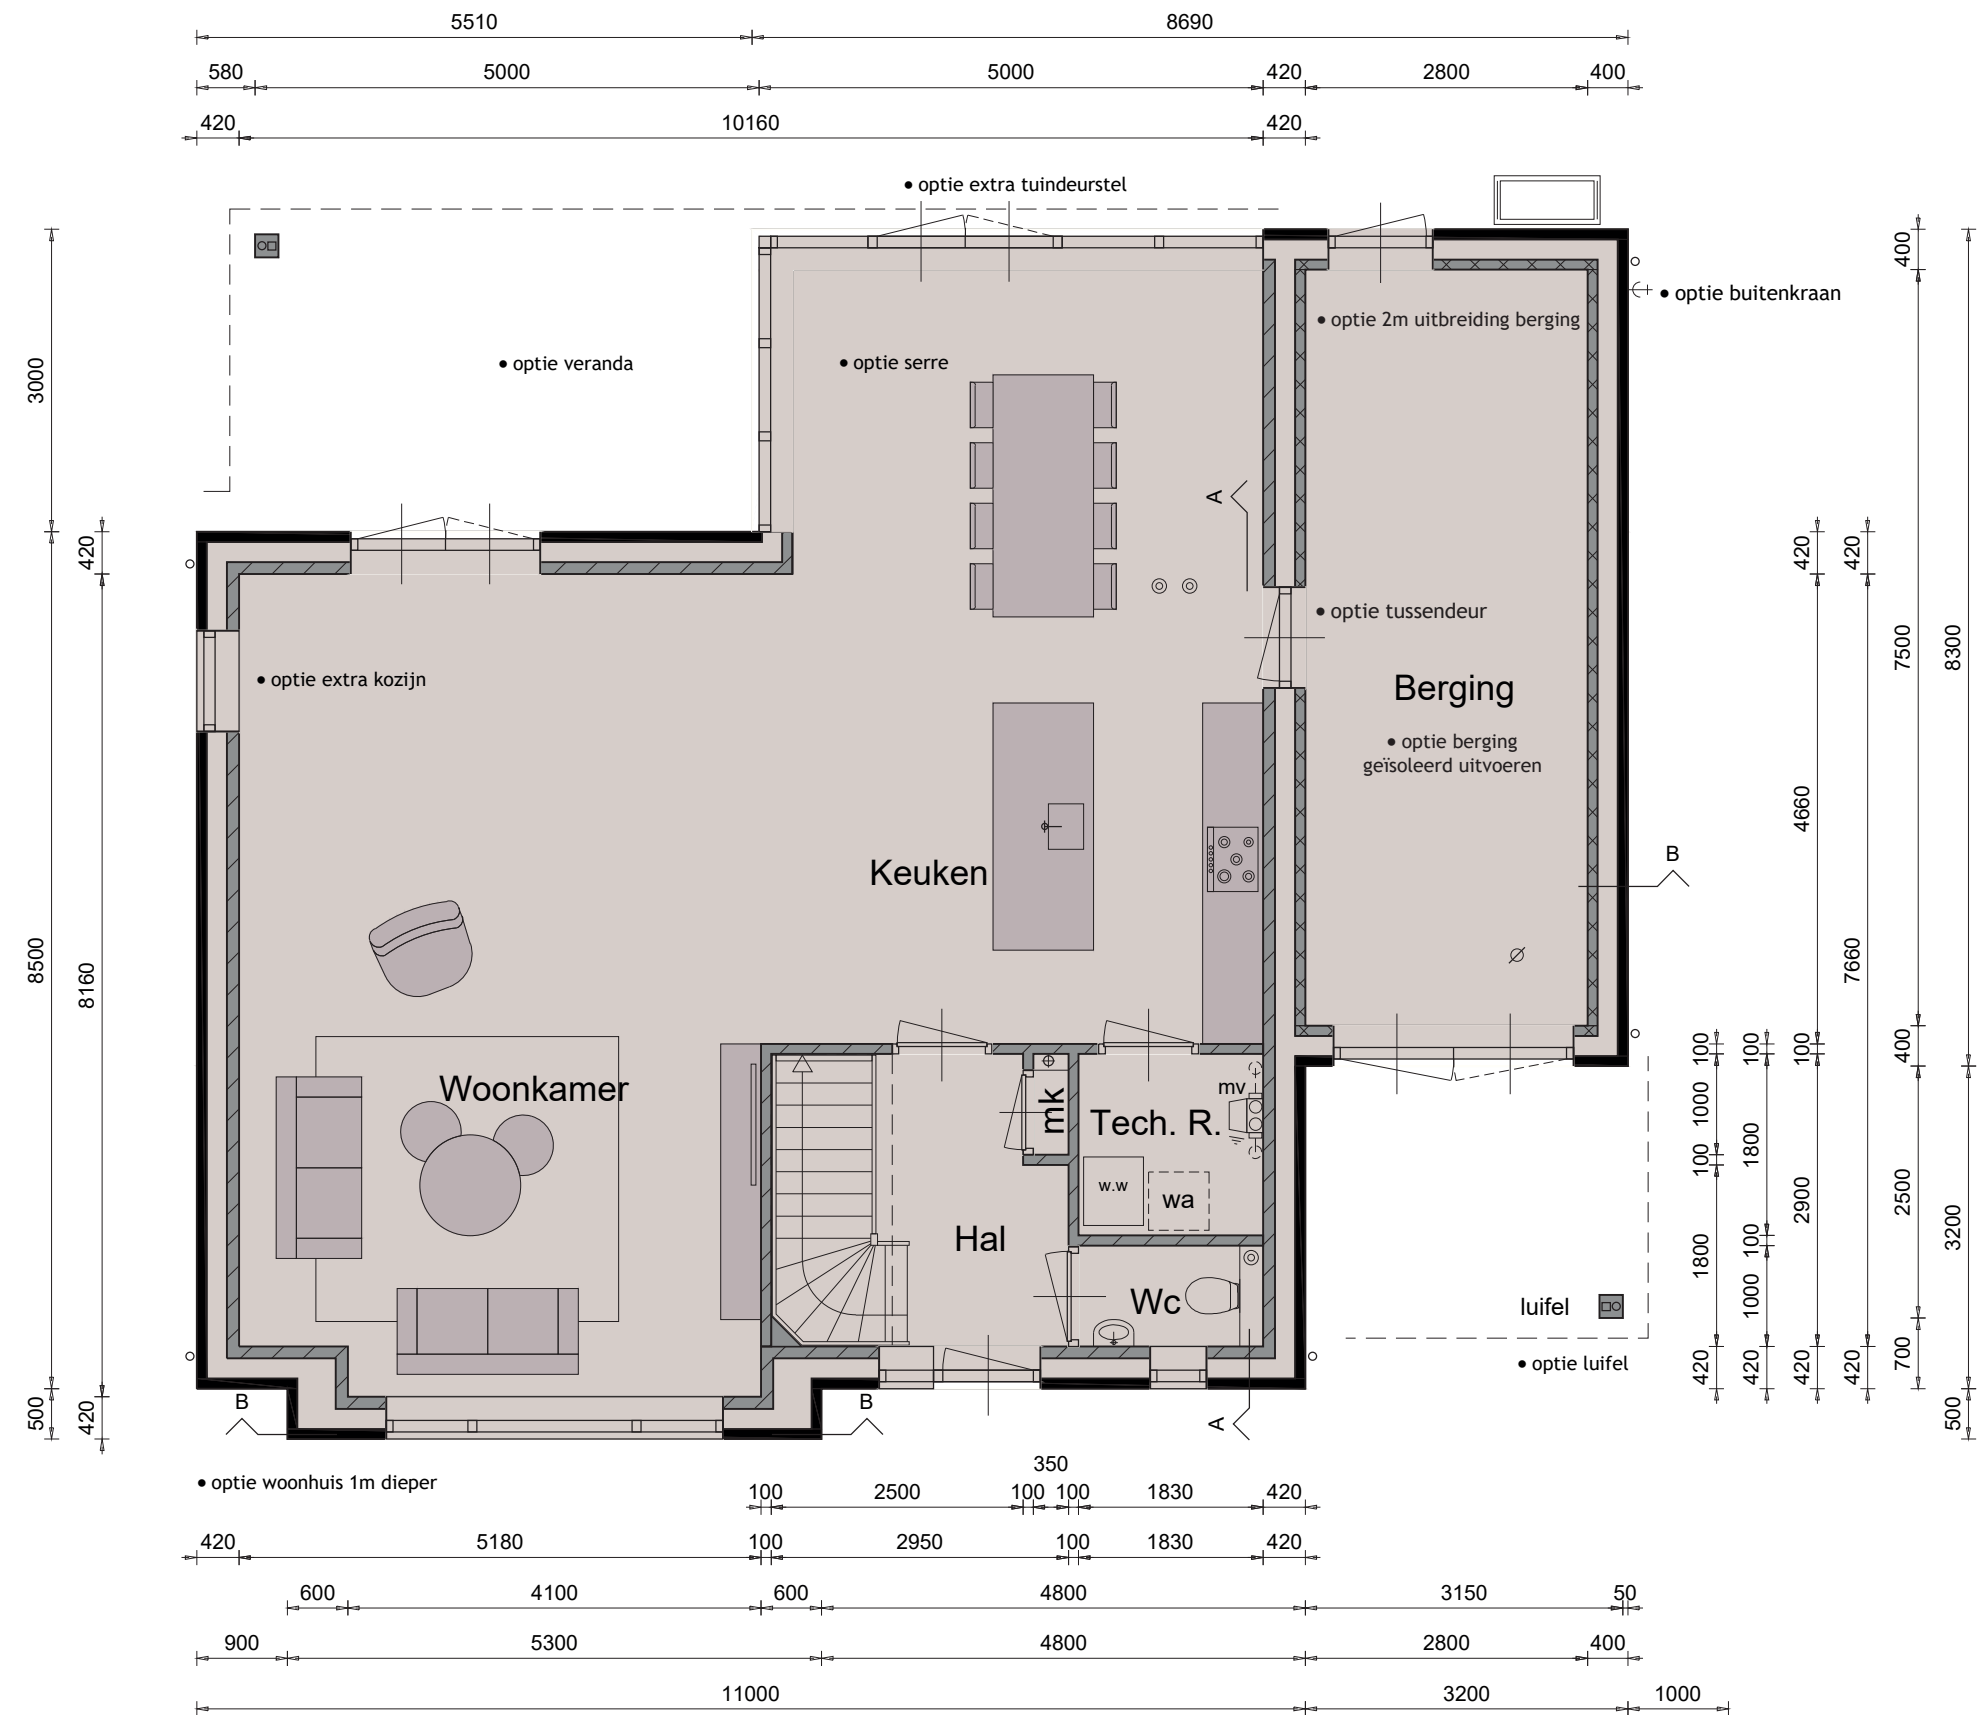 5510 8690
580 5000 5000 420 2800 400
420 10160 420
• optie extra tuindeurstel
400
• optie buitenkraan
• optie 2m uitbreiding berging
3000
• optie veranda
• optie serre
A
420
420 420
• optie tussendeur
7500 8300
• optie extra kozijn
Berging
• optie berging
geïsoleerd uitvoeren
4660
B
Keuken
8500 8160
7660
100 100 100 400
Woonkamer
mk
mv
Tech. R.
1000 1800
100
w.w
wa
2900 2500
Hal
3200
1800 100
1000
Wc
luifel
• optie luifel
420 420 420 420 700
B B
A
500 420
500
• optie woonhuis 1m dieper
350
100 2500 100 100 1830 420
420 5180 100 2950 100 1830 420
600 4100 600 4800 3150 50
900 5300 4800 2800 400
11000 3200 1000